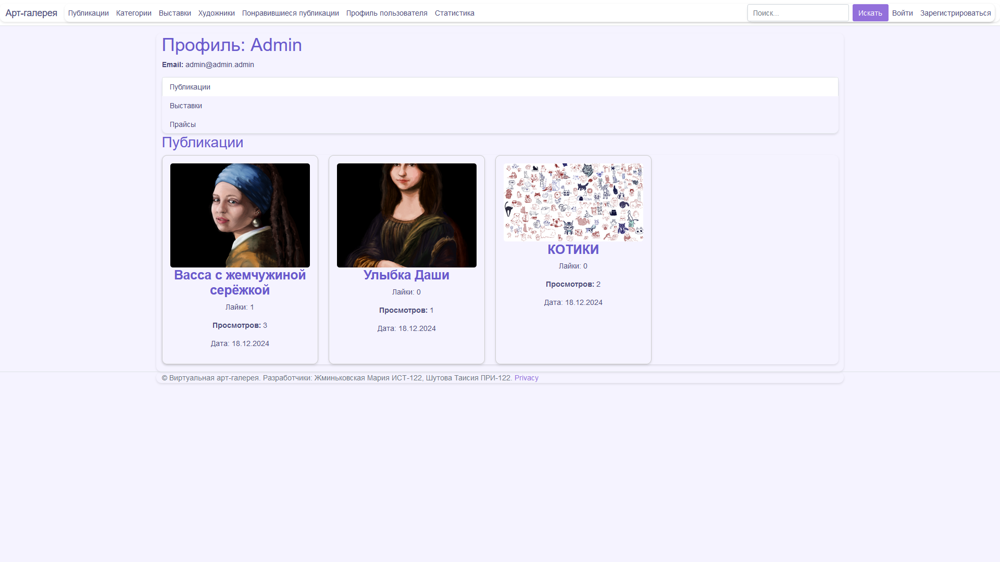 Арт-галерея Публикации Категории Выставки Художники Понравившиеся публикации Профиль пользователя Статистика Поиск... Искать Войти Зарегистрироваться
Профиль: Admin
Email: admin@admin.admin
Публикации
Выставки
Прайсы
Публикации
Васса с жемчужиной
серёжкой
Лайки: 1
Просмотров: 3
Дата: 18.12.2024
Улыбка Даши
Лайки: 0
Просмотров: 1
Дата: 18.12.2024
КОТИКИ
Лайки: 0
Просмотров: 2
Дата: 18.12.2024
© Виртуальная арт-галерея. Разработчики: Жминьковская Мария ИСТ-122, Шутова Таисия ПРИ-122. Privacy